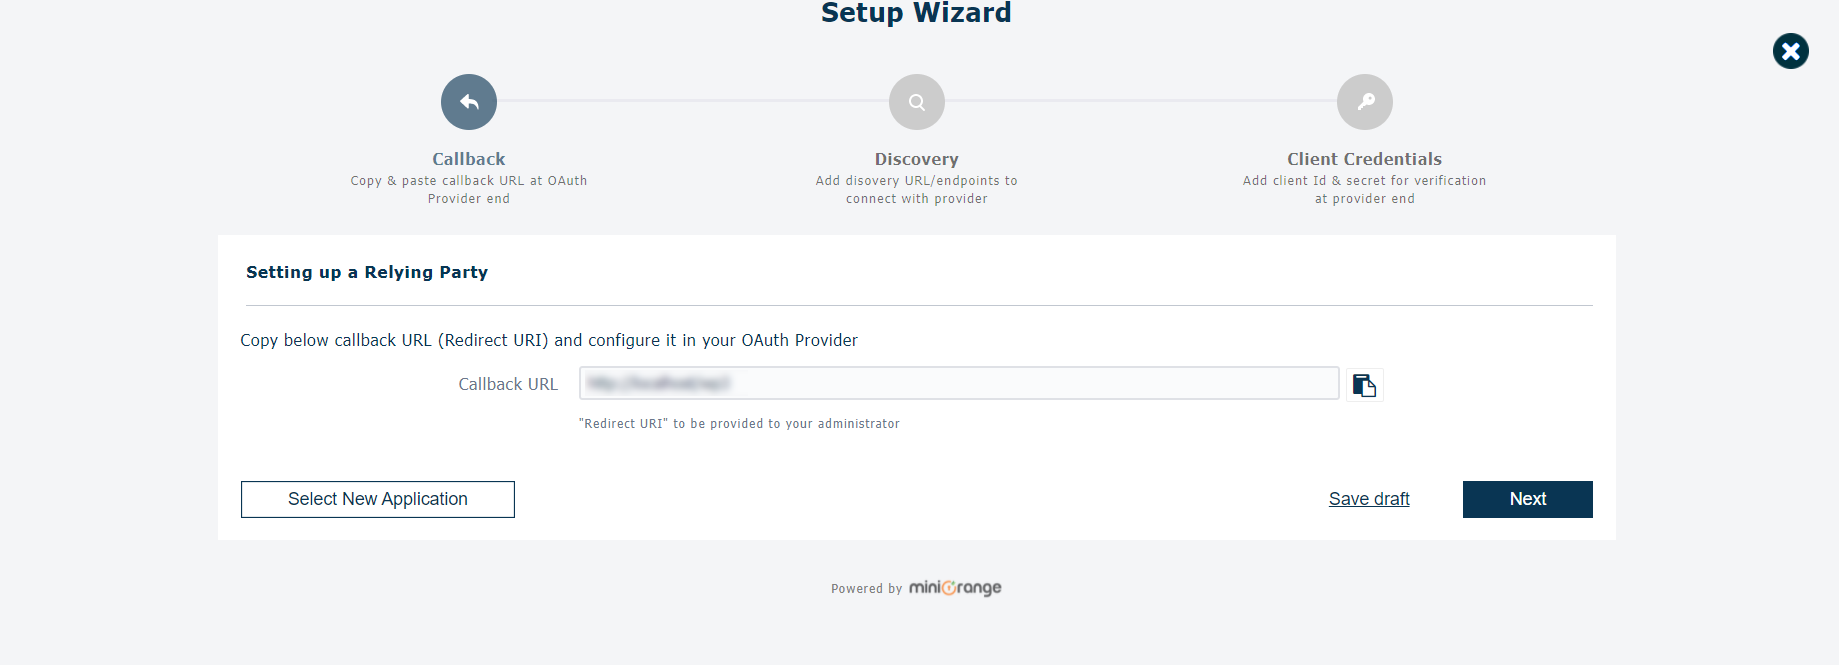 Setup Wizard
Callback
Copy & paste callback URL at OAuth
Provider end
Discovery
Add disovery URL/endpoints to
connect with provider
Client Credentials
Add client Id & secret for verification
at provider end
Setting up a Relying Party
Copy below callback URL (Redirect URI) and configure it in your OAuth Provider
Callback URL
"Redirect URI" to be provided to your administrator
Select New Application
Save draft
Next
Powered by miniOrange